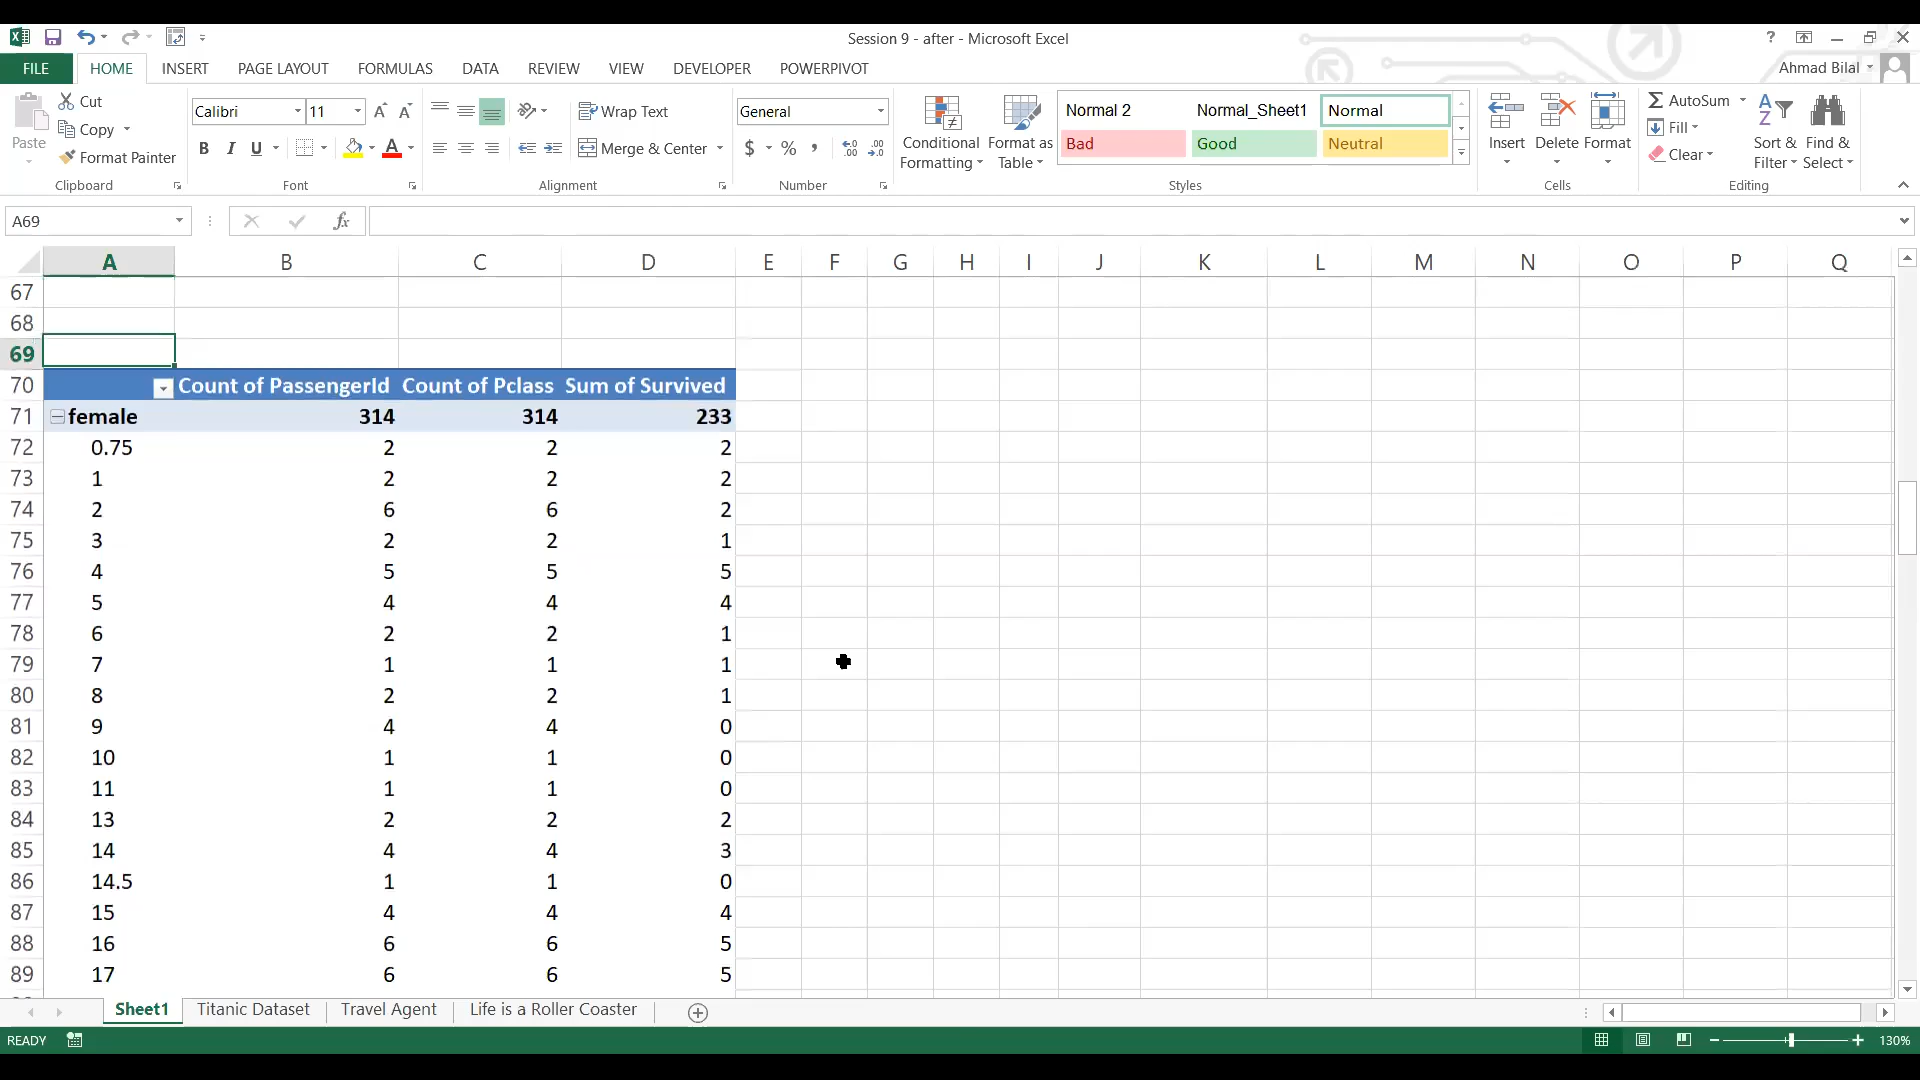 Session 9 - after - Microsoft Excel
?
FILE HOME INSERT PAGE LAYOUT FORMULAS DATA REVIEW VIEW DEVELOPER POWERPIVOT Ahmad Bilal
Paste
Cut
Copy
Format Painter
Clipboard
Calibri 11
B I U
Font
Wrap Text
Merge & Center
Alignment
General
$ % ,
Number
Conditional Formatting
Format as Table
Normal 2 Normal_Sheet1 Normal
Bad Good Neutral
Styles
Insert Delete Format
Cells
AutoSum
Fill
Clear
Sort & Filter
Find & Select
Editing
A69 fx
A B C D E F G H I J K L M N O P Q
67
68
69
70 Count of PassengerId Count of Pclass Sum of Survived
71 female 314 314 233
72 0.75 2 2 2
73 1 2 2 2
74 2 6 6 2
75 3 2 2 1
76 4 5 5 5
77 5 4 4 4
78 6 2 2 1
79 7 1 1 1
80 8 2 2 1
81 9 4 4 0
82 10 1 1 0
83 11 1 1 0
84 13 2 2 2
85 14 4 4 3
86 14.5 1 1 0
87 15 4 4 4
88 16 6 6 5
89 17 6 6 5
Sheet1 Titanic Dataset Travel Agent Life is a Roller Coaster
READY 130%